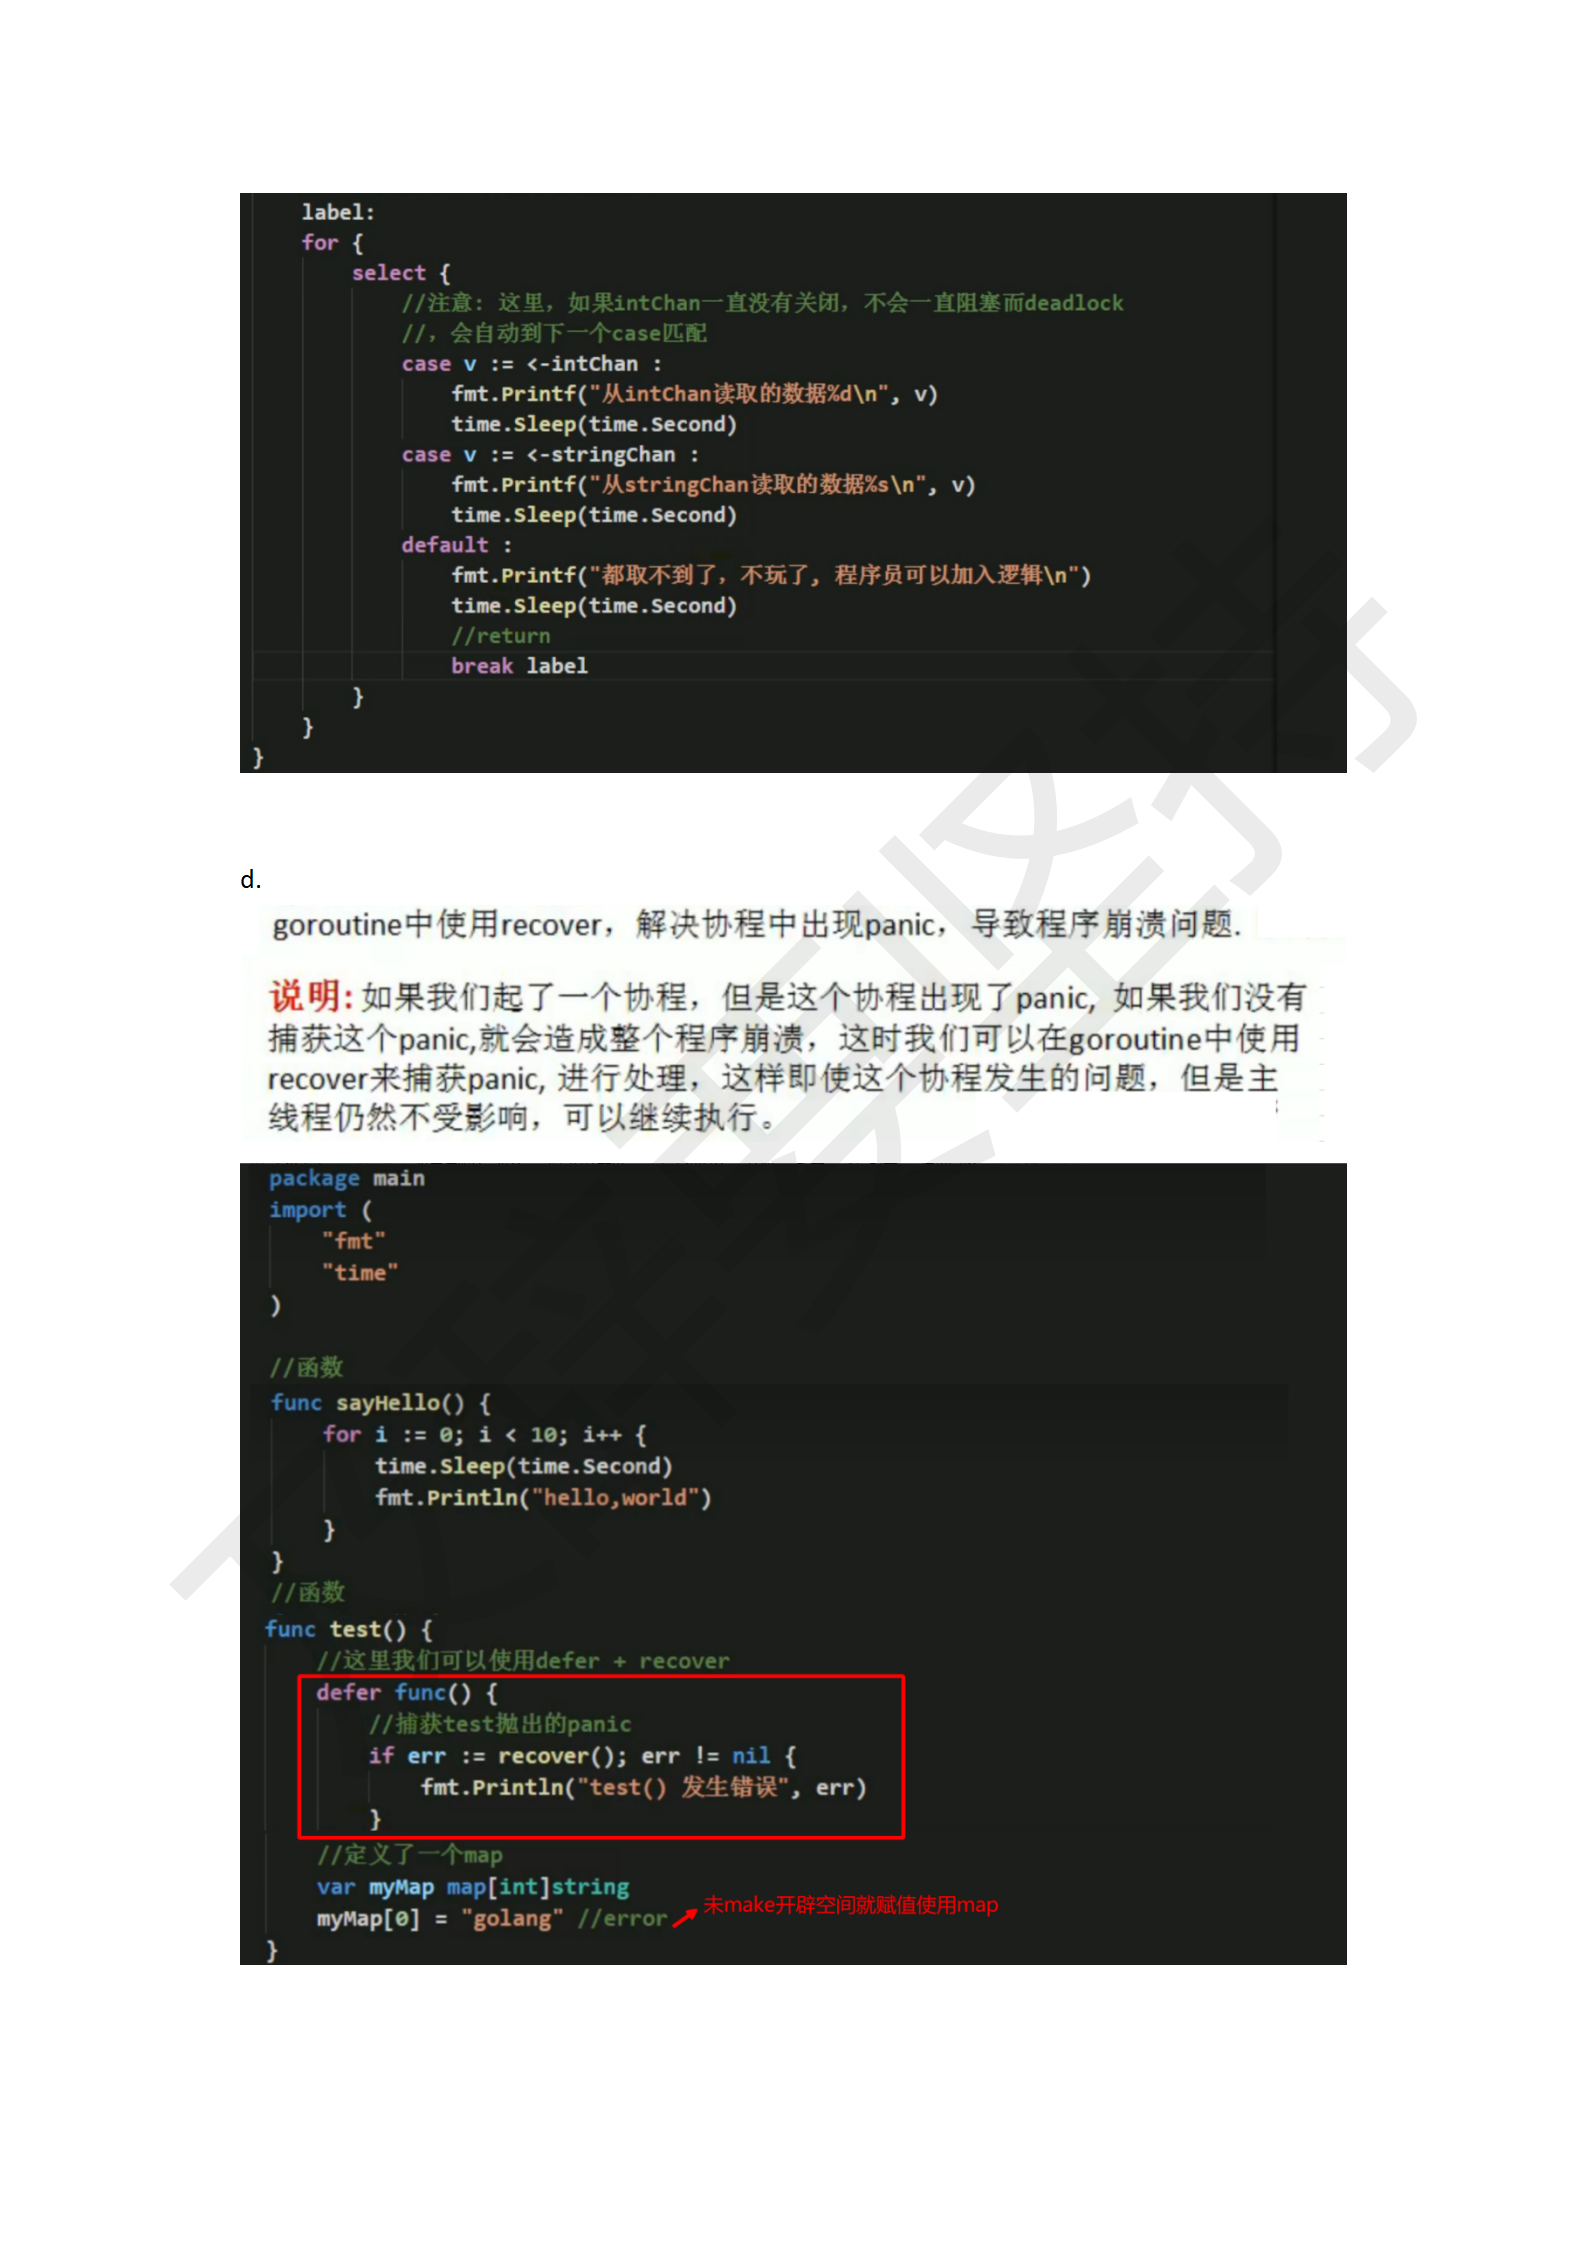 label:
for {
select {
//注意: 这里，如果intChan一直没有关闭，不会一直阻塞而deadlock
//，会自动到下一个case匹配
case v := <-intChan :
fmt.Printf("从intChan读取的数据%d\n", v)
time.Sleep(time.Second)
case v := <-stringChan :
fmt.Printf("从stringChan读取的数据%s\n", v)
time.Sleep(time.Second)
default :
fmt.Printf("都取不到了，不玩了, 程序员可以加入逻辑\n")
time.Sleep(time.Second)
//return
break label
}
}
}
d.
goroutine中使用recover，解决协程中出现panic，导致程序崩溃问题.
说明: 如果我们起了一个协程，但是这个协程出现了panic, 如果我们没有
捕获这个panic,就会造成整个程序崩溃，这时我们可以在goroutine中使用
recover来捕获panic, 进行处理，这样即使这个协程发生的问题，但是主
线程仍然不受影响，可以继续执行。
package main
import (
"fmt"
"time"
)
//函数
func sayHello() {
for i := 0; i < 10; i++ {
time.Sleep(time.Second)
fmt.Println("hello,world")
}
}
//函数
func test() {
//这里我们可以使用defer + recover
defer func() {
//捕获test抛出的panic
if err := recover(); err != nil {
fmt.Println("test() 发生错误", err)
}
//定义了一个map
var myMap map[int]string
myMap[0] = "golang" //error 未make开辟空间就赋值使用map
}